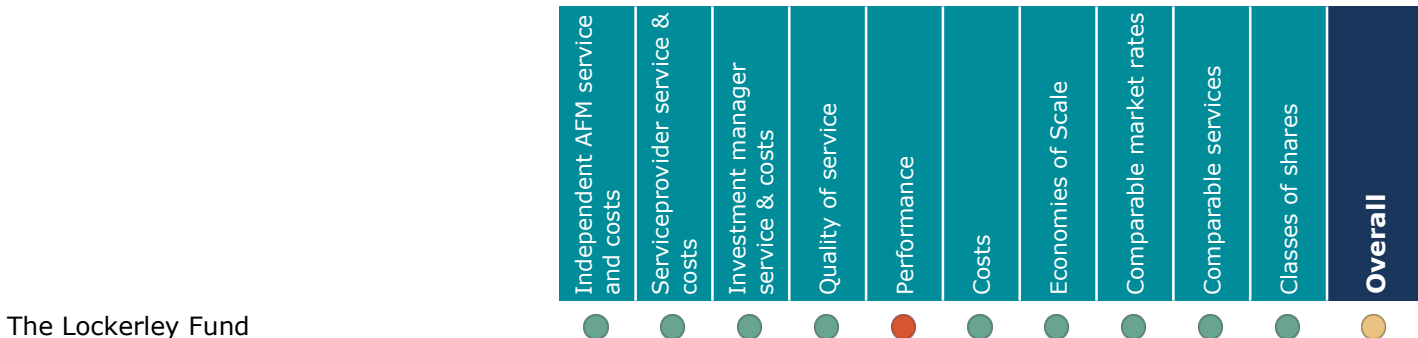 Independent AFM service
and costs
Serviceprovider service &
costs
Investment manager
service & costs
Quality of service
Performance
Costs
Economies of Scale
Comparable market rates
Comparable services
Classes of shares
Overall
The Lockerley Fund